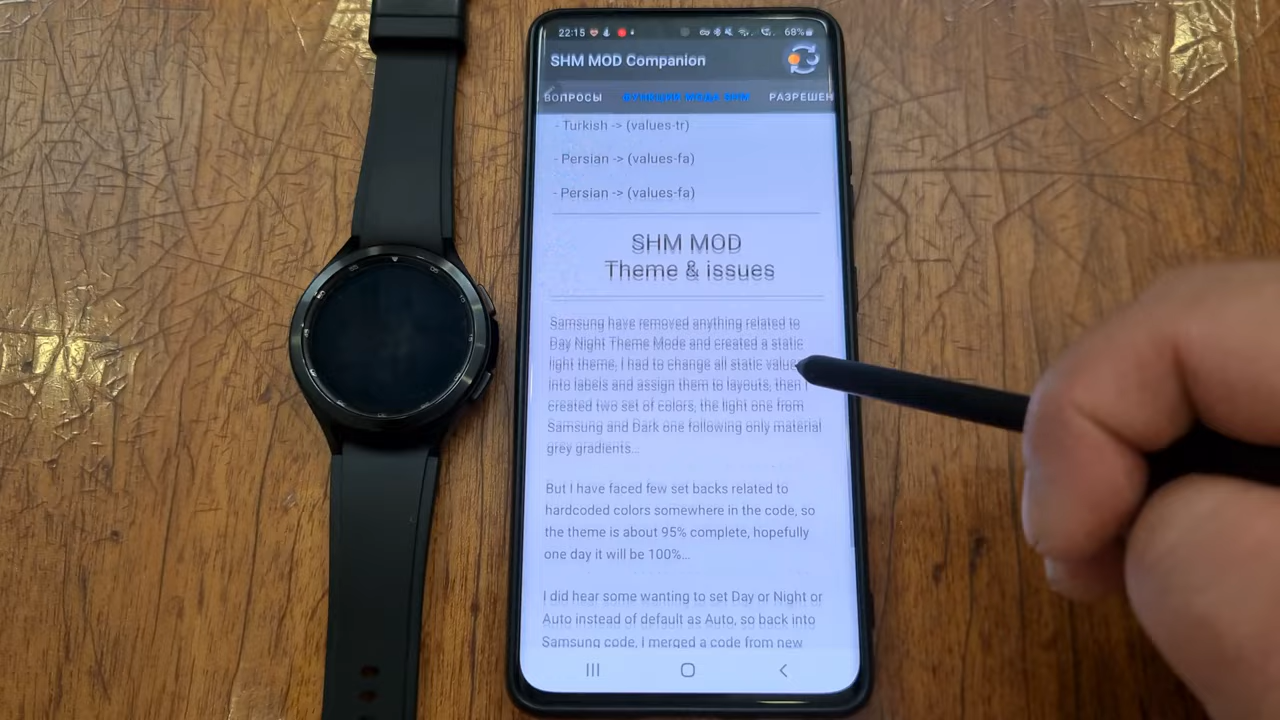 22:15
68%
SHM MOD Companion
ВОПРОСЫ
РАЗРЕШЕН
- Turkish -> (values-tr)
- Persian -> (values-fa)
- Persian -> (values-fa)
SHM MOD
Theme & issues
Samsung have removed anything related to
Day Night Theme Mode and created a static
light theme, I had to change all static value
into labels and assign them to layouts, then I
created two set of colors, the light one from
Samsung and Dark one following only material
grey gradients...
But I have faced few set backs related to
hardcoded colors somewhere in the code, so
the theme is about 95% complete, hopefully
one day it will be 100%...
I did hear some wanting to set Day or Night or
Auto instead of default as Auto, so back into
Samsung code, I merged a code from new